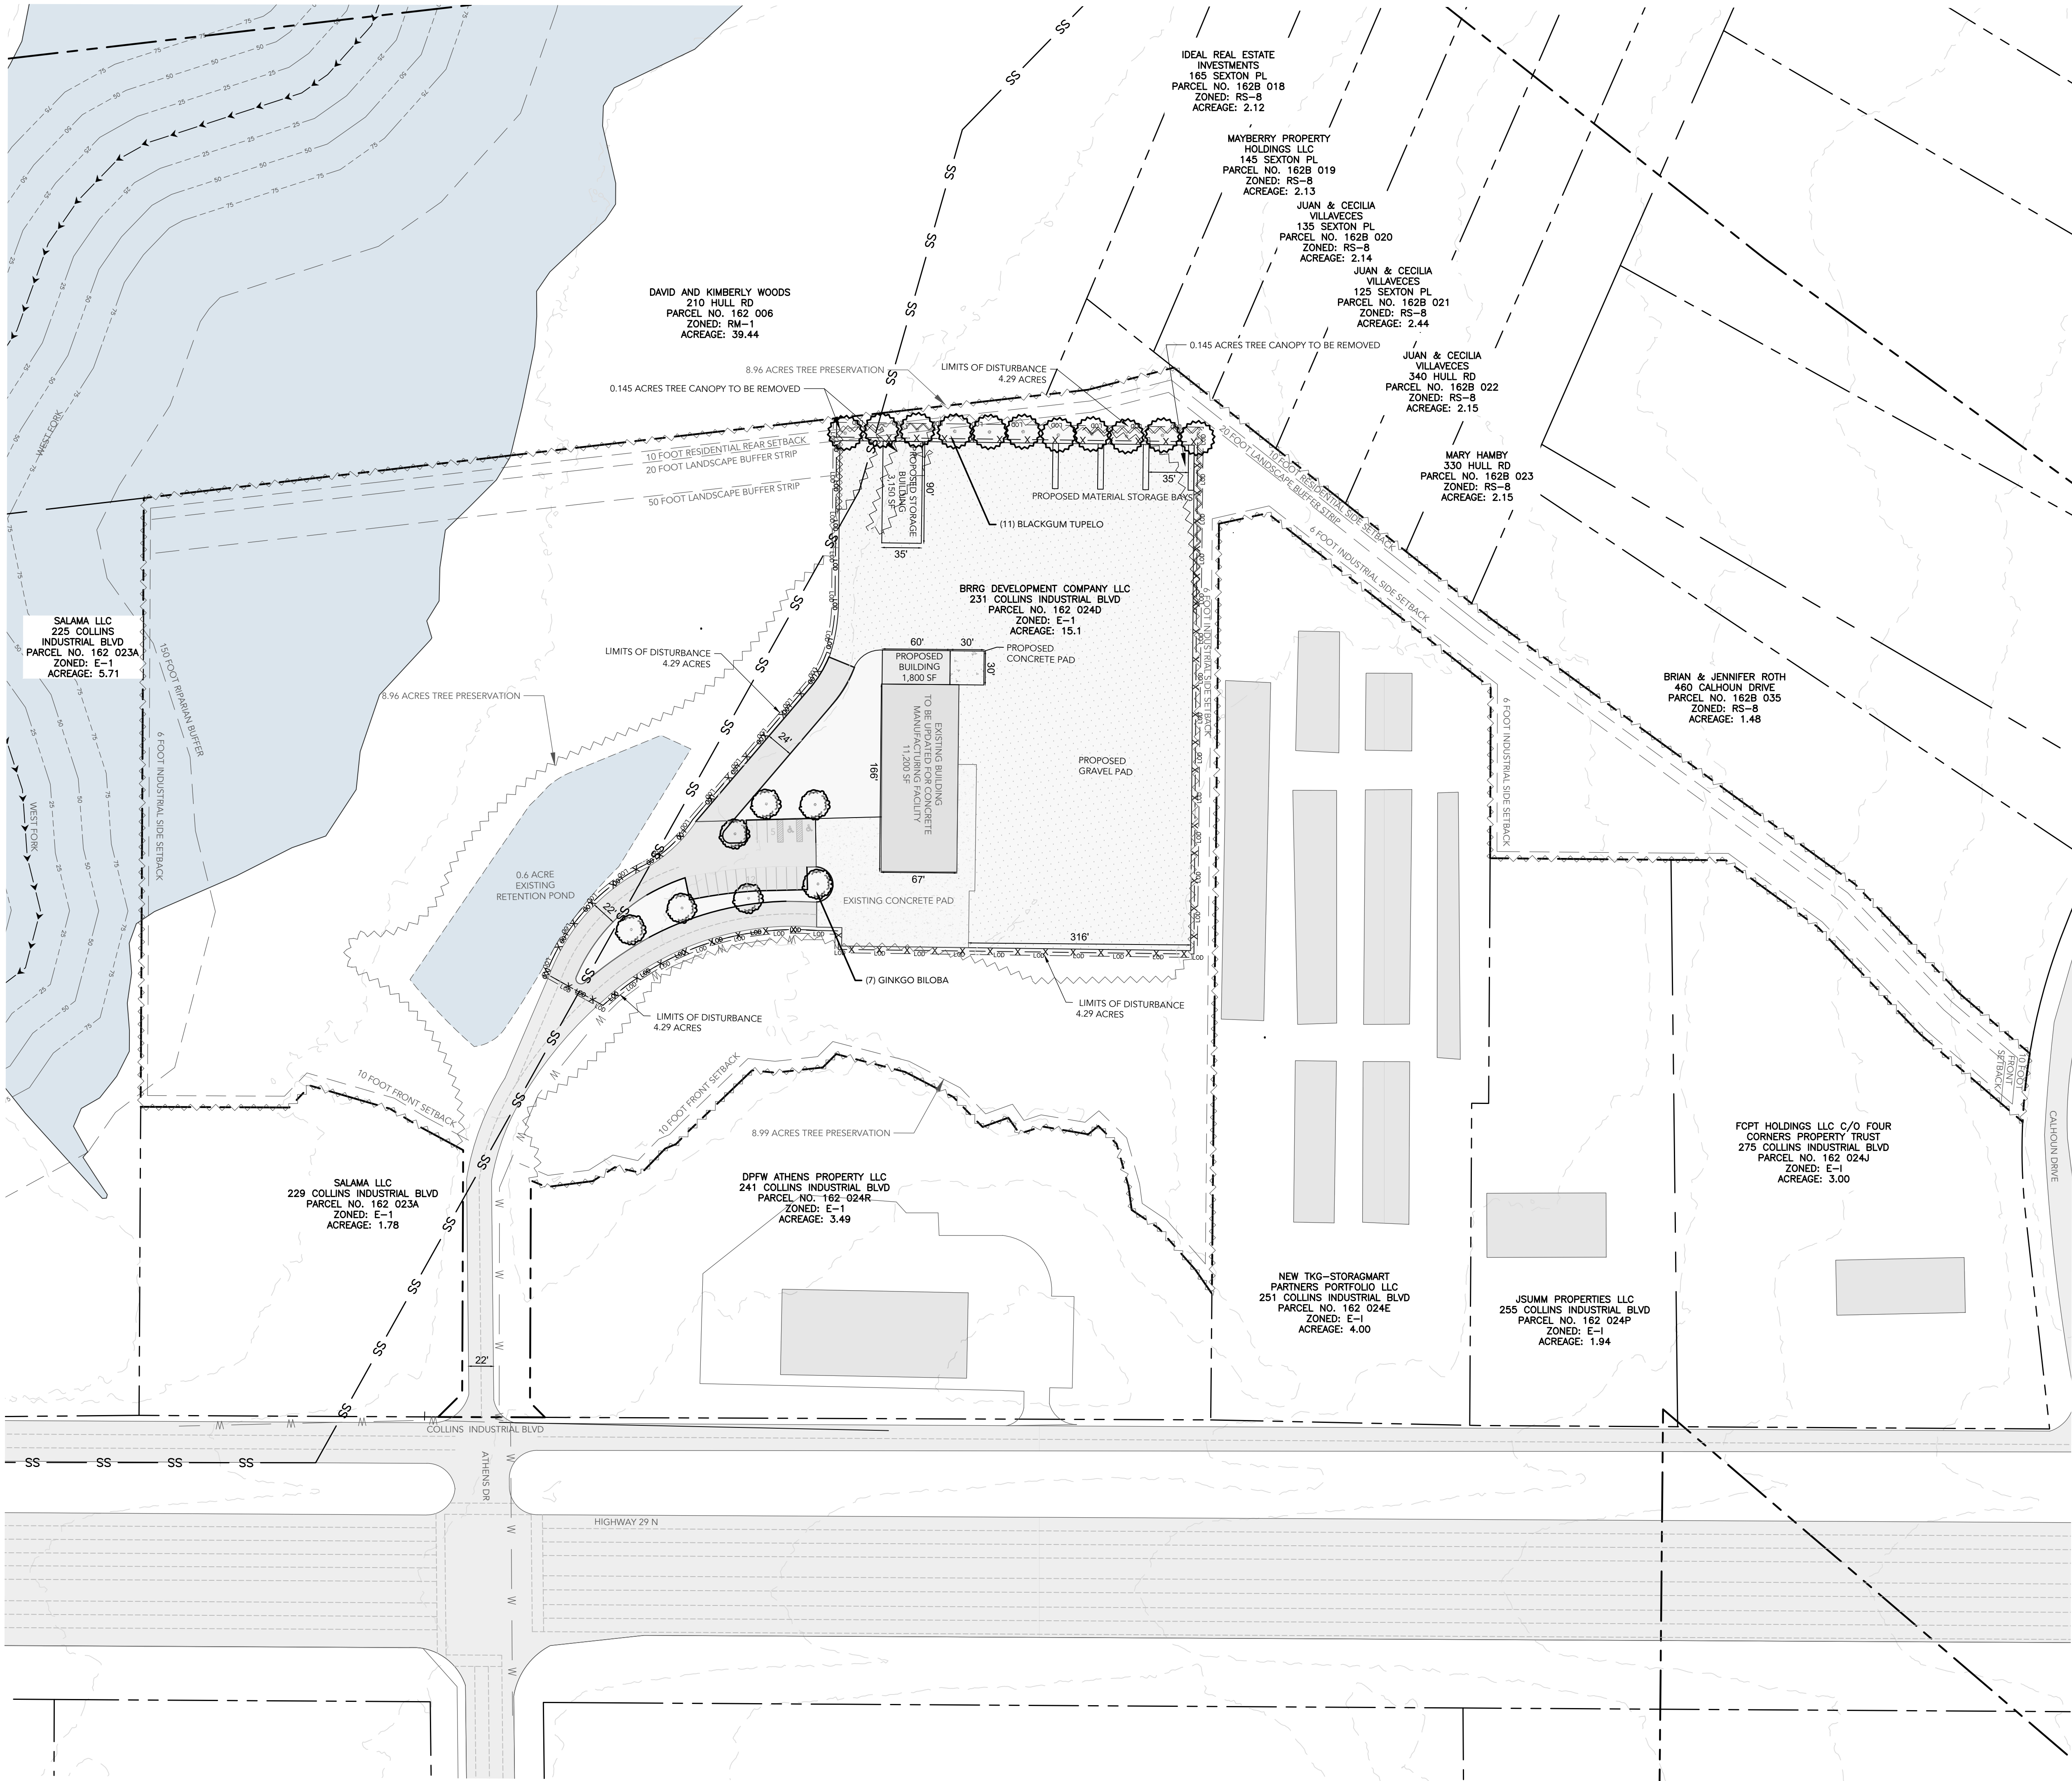 IDEAL REAL ESTATE
INVESTMENTS
165 SEXTON PL
PARCEL NO. 162B 018
ZONED: RS-8
ACREAGE: 2.12
MAYBERRY PROPERTY
HOLDINGS LLC
145 SEXTON PL
PARCEL NO. 162B 019
ZONED: RS-8
ACREAGE: 2.13
JUAN & CECILIA
VILLAVECES
135 SEXTON PL
PARCEL NO. 162B 020
ZONED: RS-8
ACREAGE: 2.14
JUAN & CECILIA
VILLAVECES
125 SEXTON PL
PARCEL NO. 162B 021
ZONED: RS-8
ACREAGE: 2.44
JUAN & CECILIA
VILLAVECES
340 HULL RD
PARCEL NO. 162B 022
ZONED: RS-8
ACREAGE: 2.15
MARY HAMBY
330 HULL RD
PARCEL NO. 162B 023
ZONED: RS-8
ACREAGE: 2.15
DAVID AND KIMBERLY WOODS
210 HULL RD
PARCEL NO. 162 006
ZONED: RM-1
ACREAGE: 39.44
8.96 ACRES TREE PRESERVATION
LIMITS OF DISTURBANCE
4.29 ACRES
0.145 ACRES TREE CANOPY TO BE REMOVED
0.145 ACRES TREE CANOPY TO BE REMOVED
WEST FORK
10 FOOT RESIDENTIAL REAR SETBACK
20 FOOT LANDSCAPE BUFFER STRIP
50 FOOT LANDSCAPE BUFFER STRIP
10 FOOT RESIDENTIAL SIDE SETBACK
20 FOOT LANDSCAPE BUFFER STRIP
6 FOOT INDUSTRIAL SIDE SETBACK
PROPOSED STORAGE
BUILDING
3,150 SF
90'
35'
35'
PROPOSED MATERIAL STORAGE BAYS
(11) BLACKGUM TUPELO
BRRG DEVELOPMENT COMPANY LLC
231 COLLINS INDUSTRIAL BLVD
PARCEL NO. 162 024D
ZONED: E-1
ACREAGE: 15.1
6 FOOT INDUSTRIAL SIDE SETBACK
SALAMA LLC
225 COLLINS
INDUSTRIAL BLVD
PARCEL NO. 162 023A
ZONED: E-1
ACREAGE: 5.71
150 FOOT RIPARIAN BUFFER
6 FOOT INDUSTRIAL SIDE SETBACK
WEST FORK
LIMITS OF DISTURBANCE
4.29 ACRES
8.96 ACRES TREE PRESERVATION
60'
30'
30'
PROPOSED
BUILDING
1,800 SF
PROPOSED
CONCRETE PAD
EXISTING BUILDING
TO BE UPDATED FOR CONCRETE
MANUFACTURING FACILITY
11,200 SF
166'
67'
24'
PROPOSED
GRAVEL PAD
6 FOOT INDUSTRIAL SIDE SETBACK
BRIAN & JENNIFER ROTH
460 CALHOUN DRIVE
PARCEL NO. 162B 035
ZONED: RS-8
ACREAGE: 1.48
0.6 ACRE
EXISTING
RETENTION POND
22'
EXISTING CONCRETE PAD
316'
(7) GINKGO BILOBA
LIMITS OF DISTURBANCE
4.29 ACRES
LIMITS OF DISTURBANCE
4.29 ACRES
10 FOOT FRONT SETBACK
10 FOOT FRONT SETBACK
8.99 ACRES TREE PRESERVATION
10 FOOT
FRONT
SETBACK
CALHOUN DRIVE
SALAMA LLC
229 COLLINS INDUSTRIAL BLVD
PARCEL NO. 162 023A
ZONED: E-1
ACREAGE: 1.78
DPFW ATHENS PROPERTY LLC
241 COLLINS INDUSTRIAL BLVD
PARCEL NO. 162 024R
ZONED: E-1
ACREAGE: 3.49
FCPT HOLDINGS LLC C/O FOUR
CORNERS PROPERTY TRUST
275 COLLINS INDUSTRIAL BLVD
PARCEL NO. 162 024J
ZONED: E-I
ACREAGE: 3.00
NEW TKG-STORAGMART
PARTNERS PORTFOLIO LLC
251 COLLINS INDUSTRIAL BLVD
PARCEL NO. 162 024E
ZONED: E-I
ACREAGE: 4.00
JSUMM PROPERTIES LLC
255 COLLINS INDUSTRIAL BLVD
PARCEL NO. 162 024P
ZONED: E-I
ACREAGE: 1.94
22'
COLLINS INDUSTRIAL BLVD
ATHENS DR
SS SS SS SS
HIGHWAY 29 N